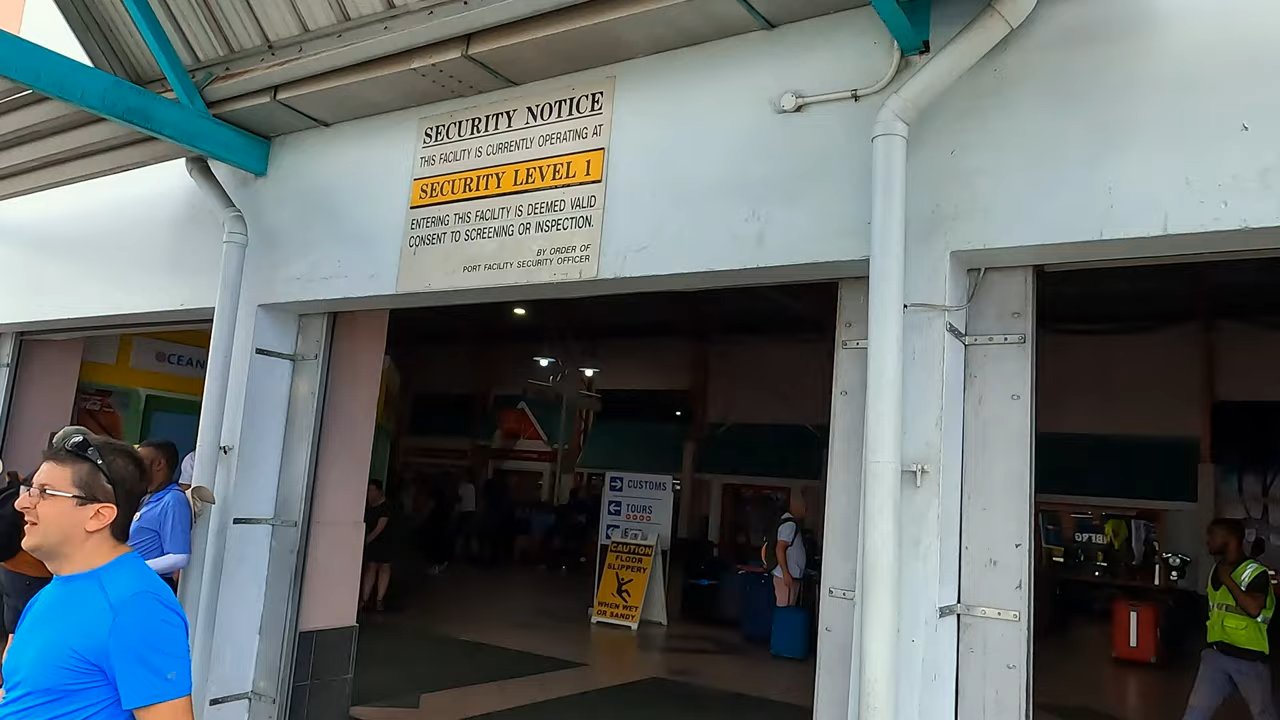 SECURITY NOTICE
THIS FACILITY IS CURRENTLY OPERATING AT
SECURITY LEVEL 1
ENTERING THIS FACILITY IS DEEMED VALID
CONSENT TO SCREENING OR INSPECTION.
BY ORDER OF
PORT FACILITY SECURITY OFFICER
OCEAN
CUSTOMS
TOURS
CAUTION
FLOOR
SLIPPERY
WHEN WET
OR SANDY